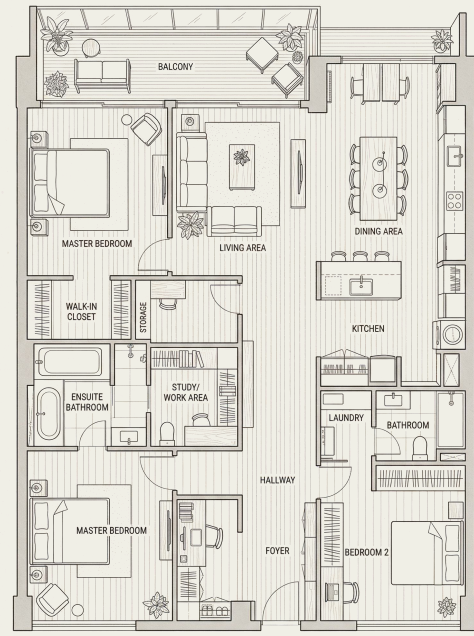 BALCONY
MASTER BEDROOM
LIVING AREA
DINING AREA
WALK-IN
CLOSET
STORAGE
KITCHEN
ENSUITE
BATHROOM
STUDY/
WORK AREA
LAUNDRY
BATHROOM
HALLWAY
MASTER BEDROOM
FOYER
BEDROOM 2